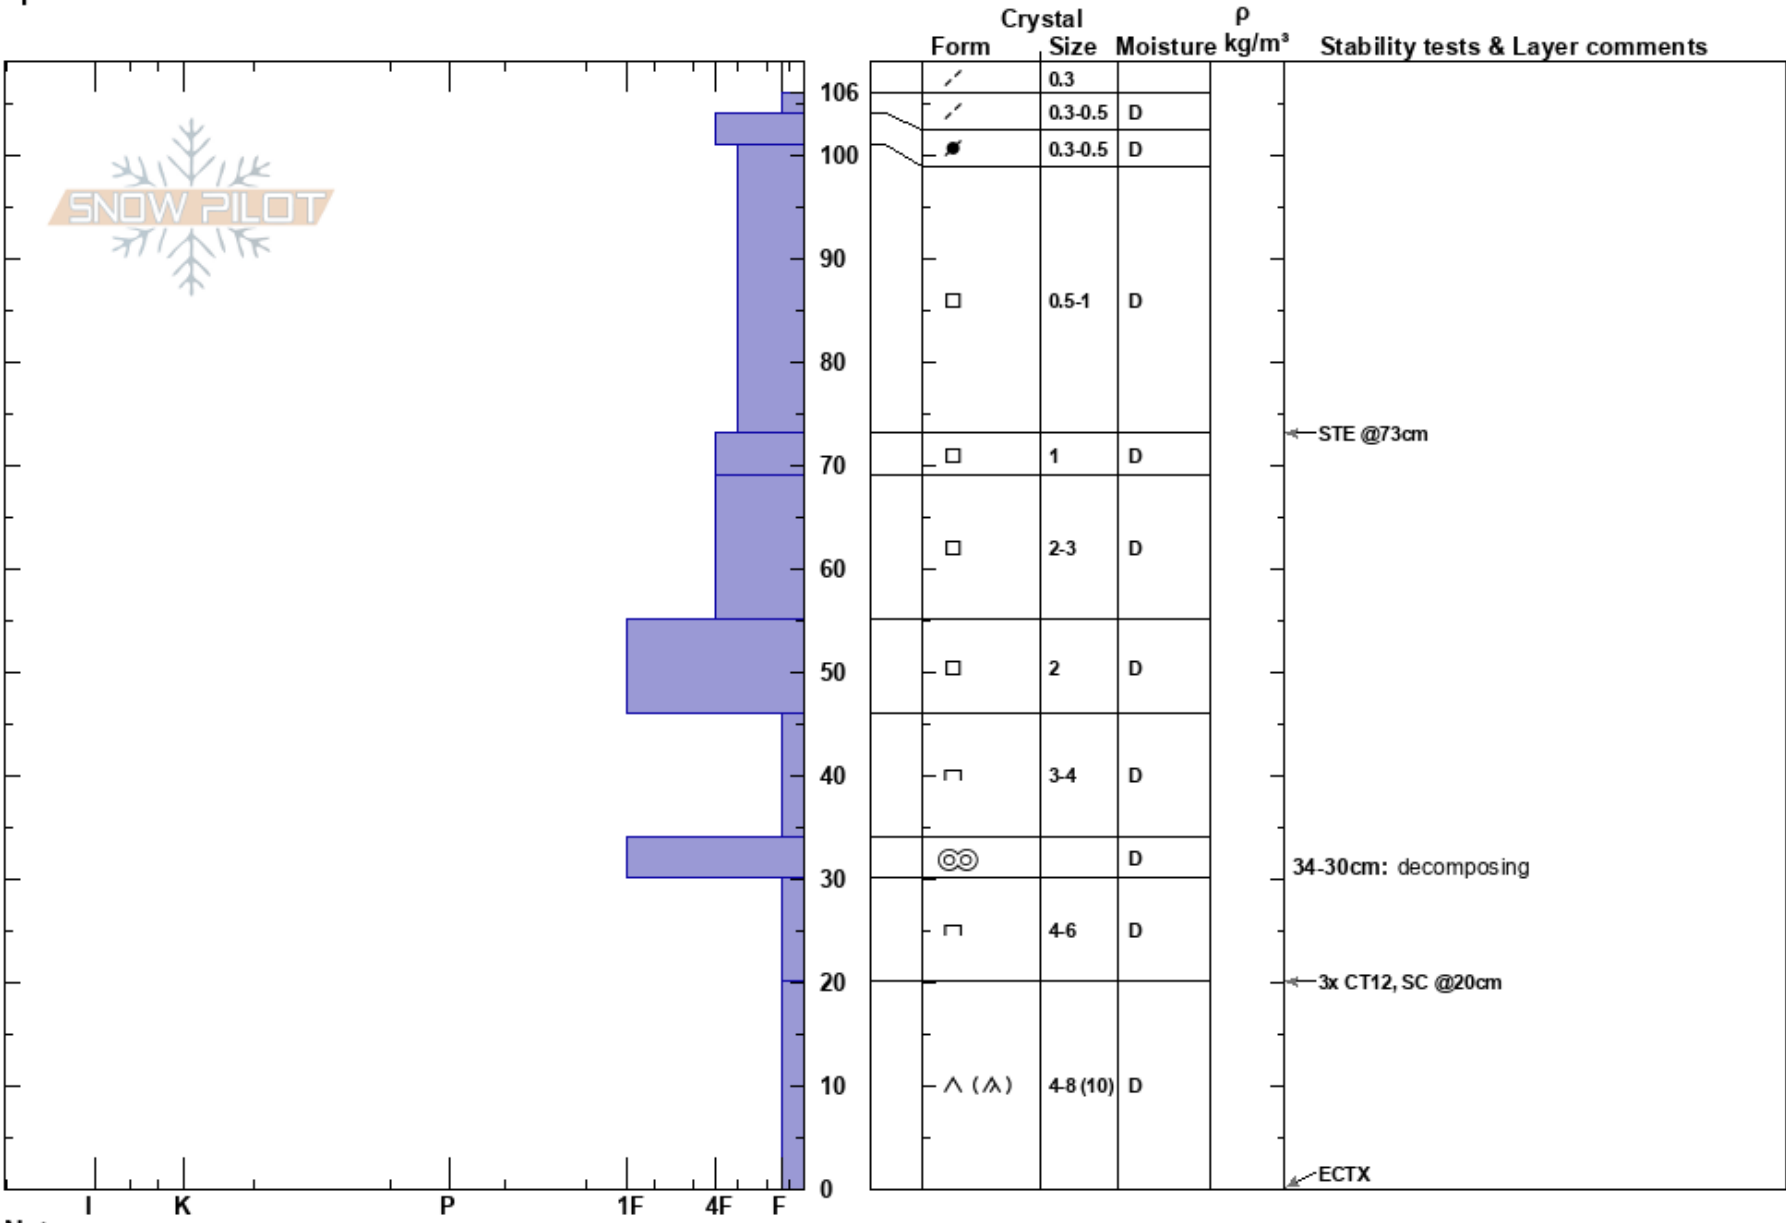 Crystal ρ
Form Size Moisture kg/m³ Stability tests & Layer comments
0.3
106
0.3-0.5 D
0.3-0.5 D
100
SNOW PILOT
90
0.5-1 D
80
STE @73cm
1 D
70
2-3 D
60
2 D
50
40 3-4 D
D
34-30cm: decomposing
30
4-6 D
20 3x CT12, SC @20cm
10 ( ) 4-8 (10) D
ECTX
0
I K P 1F 4F F